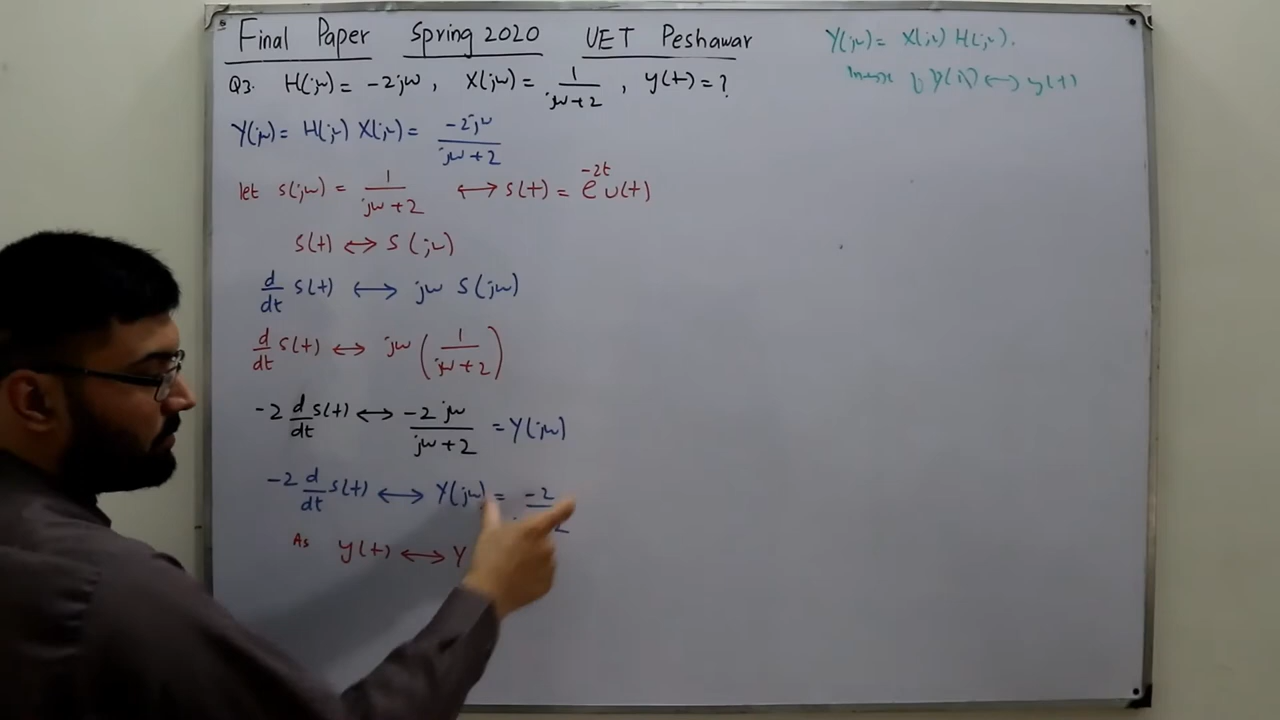 Final Paper Spring 2020 UET Peshawar
Q3. H(jω) = -2jω, X(jω) = 1/(jω+2), y(t) = ?
Y(jω) = H(jω) X(jω) = -2jω/(jω+2)
let S(jω) = 1/(jω+2) ↔ s(t) = e^{-2t} u(t)
s(t) ↔ S(jω)
d/dt s(t) ↔ jω S(jω)
d/dt s(t) ↔ jω (1/(jω+2))
-2 d/dt s(t) ↔ -2jω/(jω+2) = Y(jω)
-2 d/dt s(t) ↔ Y(jω) = -2
As y(t) ↔ Y
Y(jω) = X(jω) H(jω).
Inverse of Y(jω) ↔ y(t)